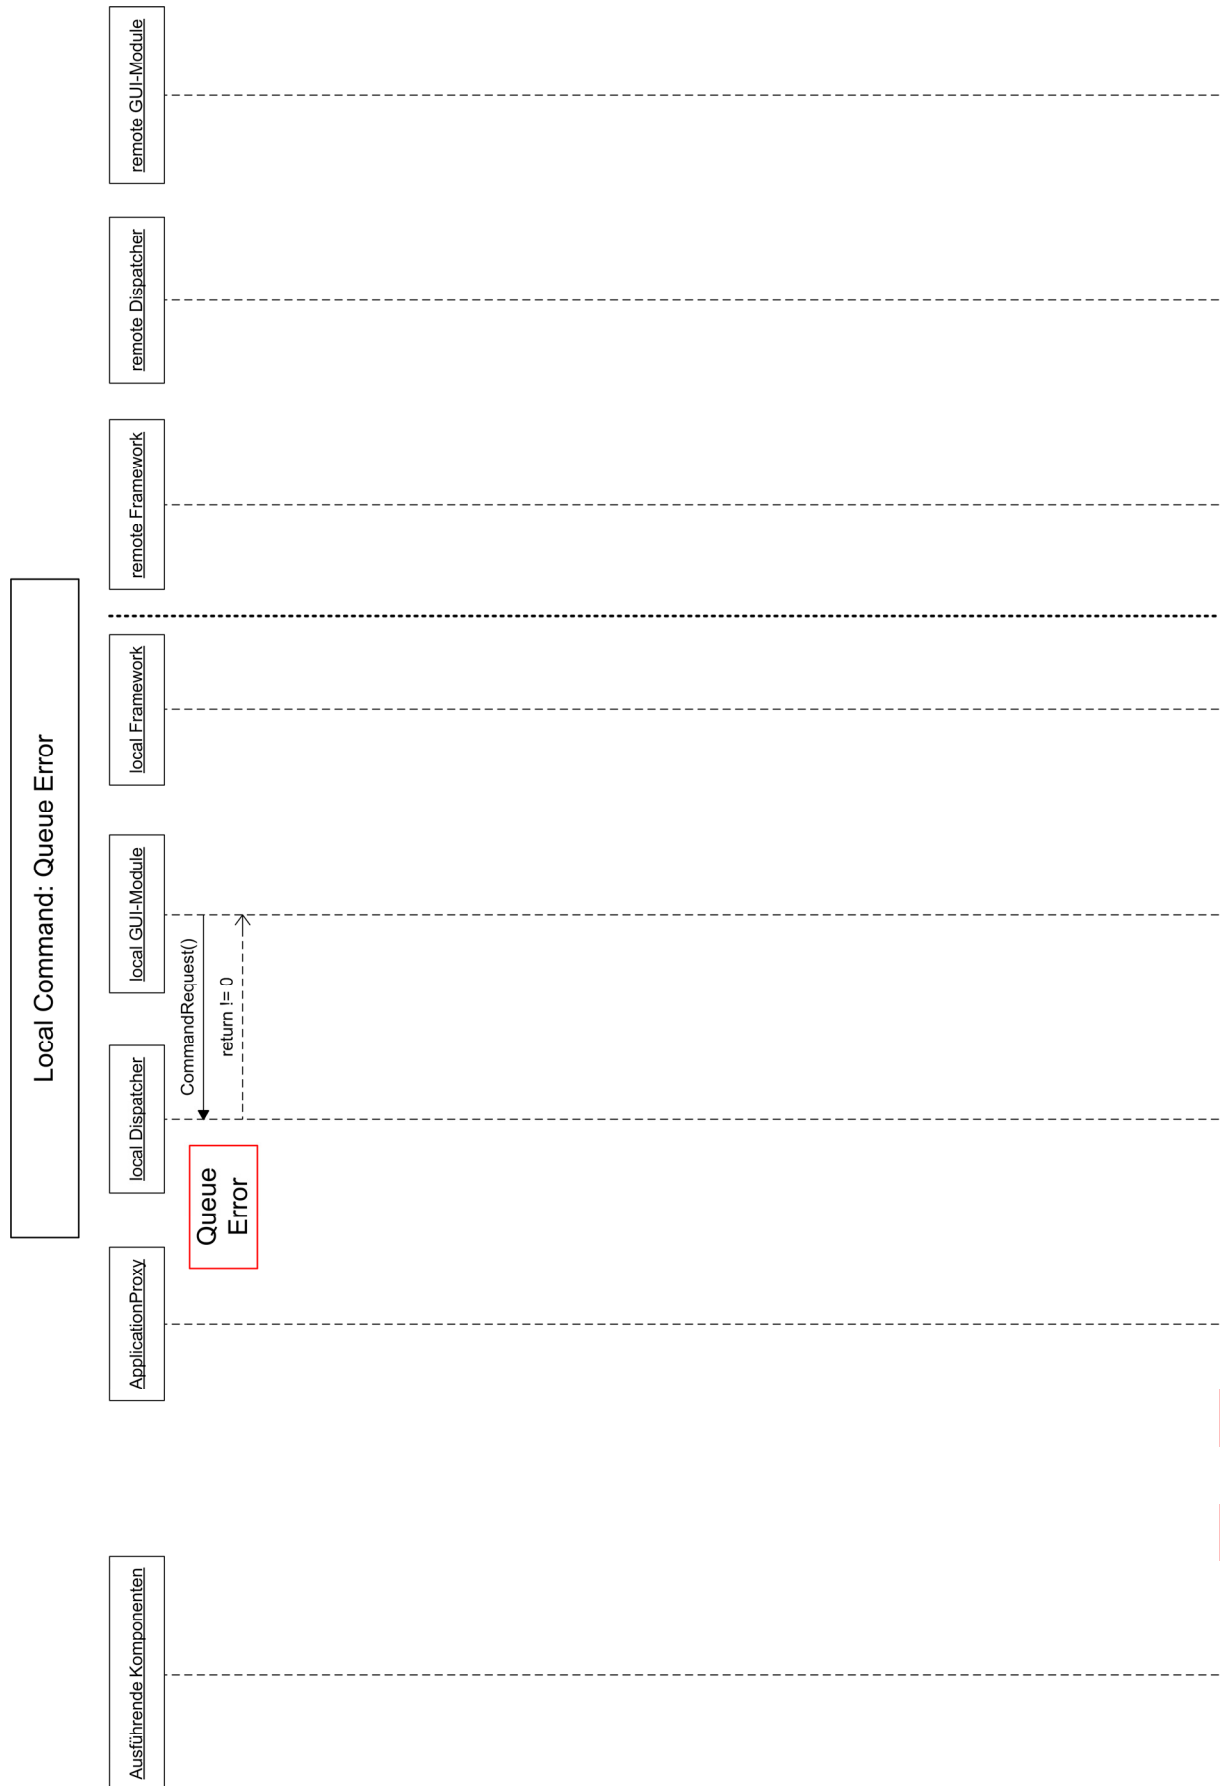 Local Command: Queue Error
Ausführende Komponenten
ApplicationProxy
local Dispatcher
local GUI-Module
local Framework
remote Framework
remote Dispatcher
remote GUI-Module
CommandRequest()
return != 0
Queue
Error